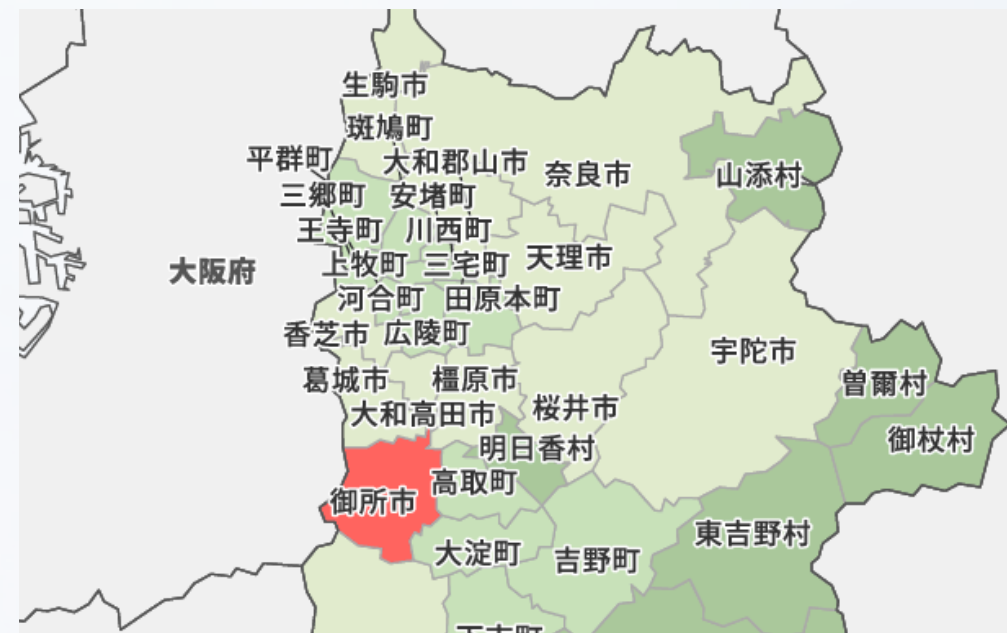 生駒市
斑鳩町
平群町
大和郡山市
奈良市
山添村
三郷町
安堵町
王寺町
川西町
天理市
上牧町
三宅町
大阪府
河合町
田原本町
香芝市
広陵町
宇陀市
葛城市
橿原市
曽爾村
大和高田市
桜井市
御杖村
明日香村
高取町
御所市
東吉野村
大淀町
吉野町
下市町